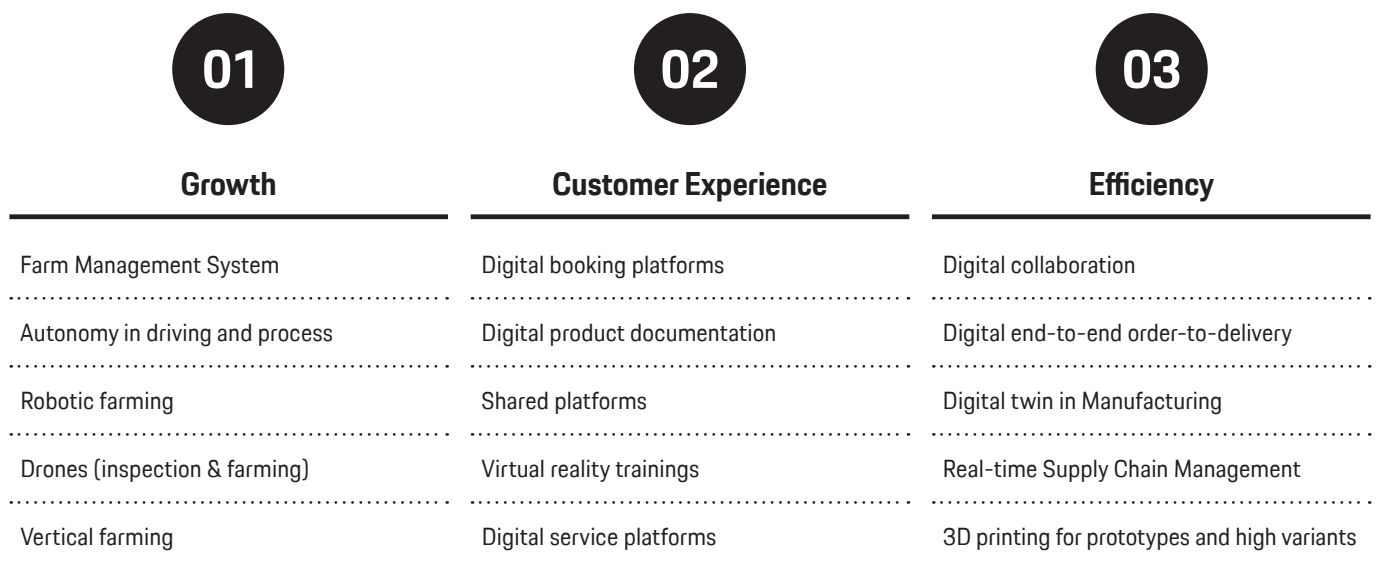 01
Growth
Farm Management System
Autonomy in driving and process
Robotic farming
Drones (inspection & farming)
Vertical farming
02
Customer Experience
Digital booking platforms
Digital product documentation
Shared platforms
Virtual reality trainings
Digital service platforms
03
Efficiency
Digital collaboration
Digital end-to-end order-to-delivery
Digital twin in Manufacturing
Real-time Supply Chain Management
3D printing for prototypes and high variants